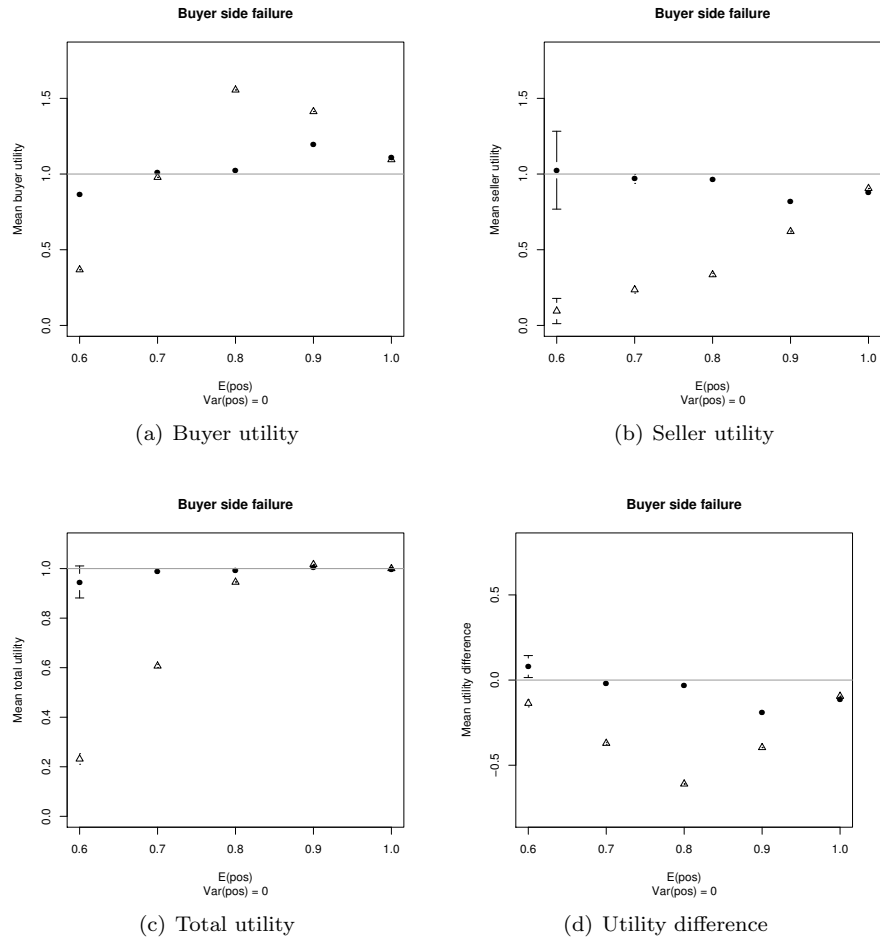 Buyer side failure
Mean buyer utility
0.0 0.5 1.0 1.5
0.6 0.7 0.8 0.9 1.0
E(pos)
Var(pos) = 0
(a) Buyer utility
Buyer side failure
Mean seller utility
0.0 0.5 1.0 1.5
0.6 0.7 0.8 0.9 1.0
E(pos)
Var(pos) = 0
(b) Seller utility
Buyer side failure
Mean total utility
0.0 0.2 0.4 0.6 0.8 1.0
0.6 0.7 0.8 0.9 1.0
E(pos)
Var(pos) = 0
(c) Total utility
Buyer side failure
Mean utility difference
−0.5 0.0 0.5
0.6 0.7 0.8 0.9 1.0
E(pos)
Var(pos) = 0
(d) Utility difference